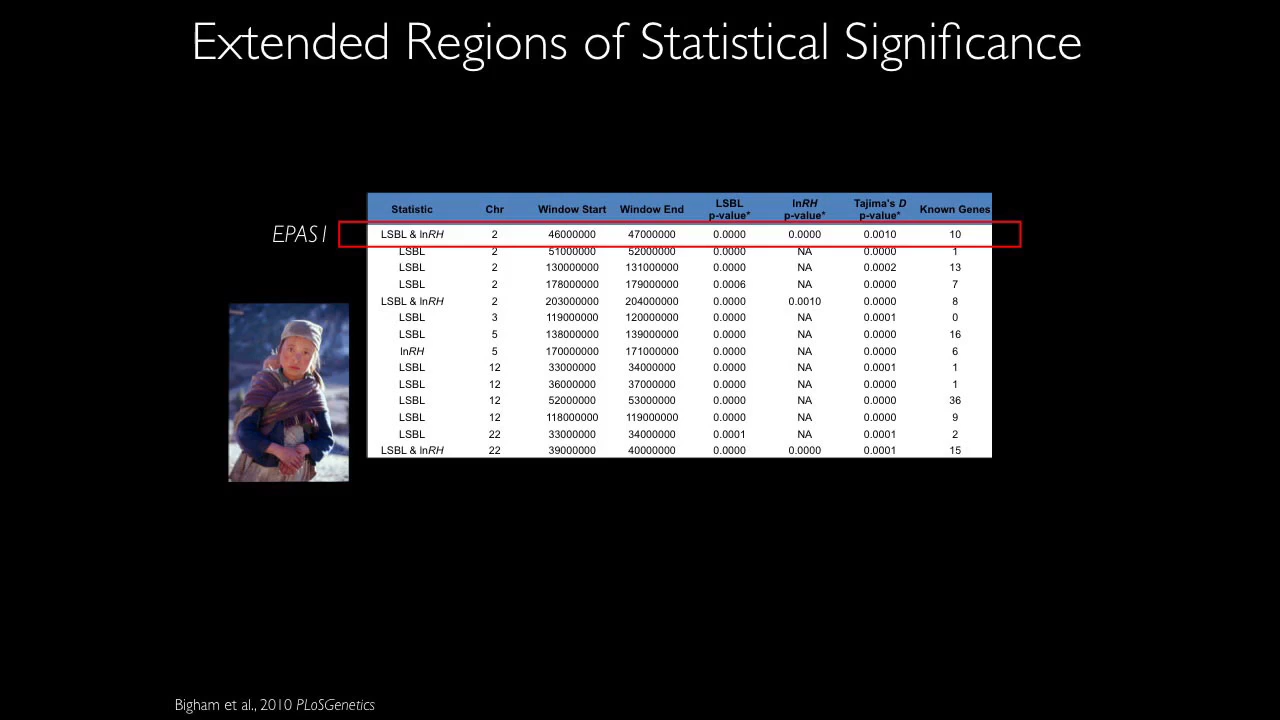 Extended Regions of Statistical Significance
Statistic Chr Window Start Window End LSBL p-value* lnRH p-value* Tajima's D p-value* Known Genes
EPAS1 LSBL & lnRH 2 46000000 47000000 0.0000 0.0000 0.0010 10
LSBL 2 51000000 52000000 0.0000 NA 0.0000 1
LSBL 2 130000000 131000000 0.0000 NA 0.0002 13
LSBL 2 178000000 179000000 0.0006 NA 0.0000 7
LSBL & lnRH 2 203000000 204000000 0.0000 0.0010 0.0000 8
LSBL 3 119000000 120000000 0.0000 NA 0.0001 0
LSBL 5 138000000 139000000 0.0000 NA 0.0000 16
lnRH 5 170000000 171000000 0.0000 NA 0.0000 6
LSBL 12 33000000 34000000 0.0000 NA 0.0001 1
LSBL 12 36000000 37000000 0.0000 NA 0.0000 1
LSBL 12 52000000 53000000 0.0000 NA 0.0000 36
LSBL 12 118000000 119000000 0.0000 NA 0.0000 9
LSBL 22 33000000 34000000 0.0001 NA 0.0001 2
LSBL & lnRH 22 39000000 40000000 0.0000 0.0000 0.0001 15
Bigham et al., 2010 PLoSGenetics